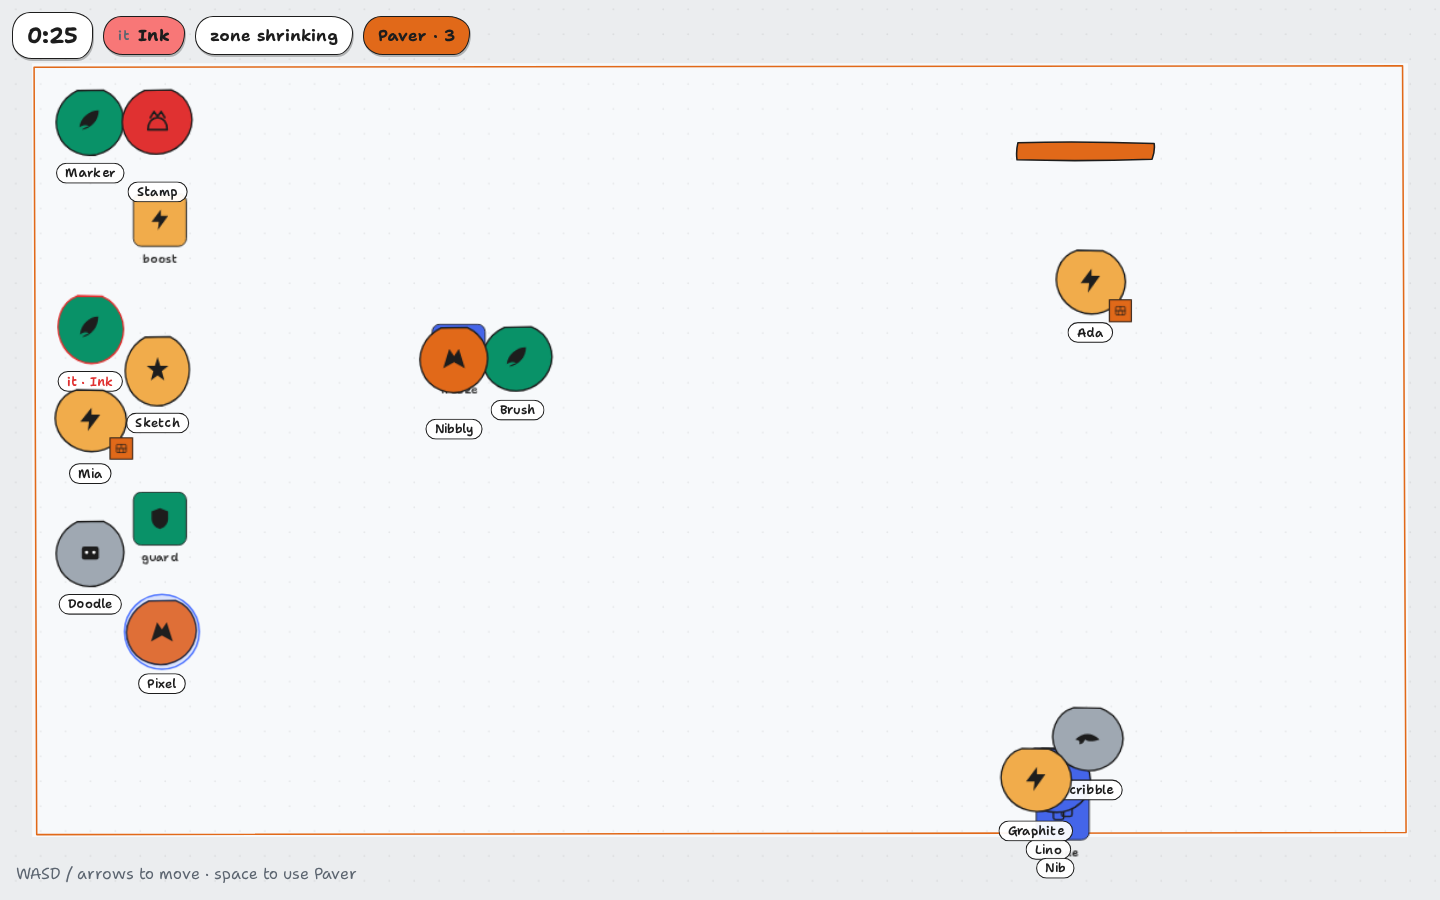 0:25
it Ink
zone shrinking
Paver · 3
Marker
Stamp
boost
it · Ink
Sketch
Mia
Nibbly
Brush
Ada
guard
Doodle
Pixel
Graphite
Lino
Nib
WASD / arrows to move · space to use Paver